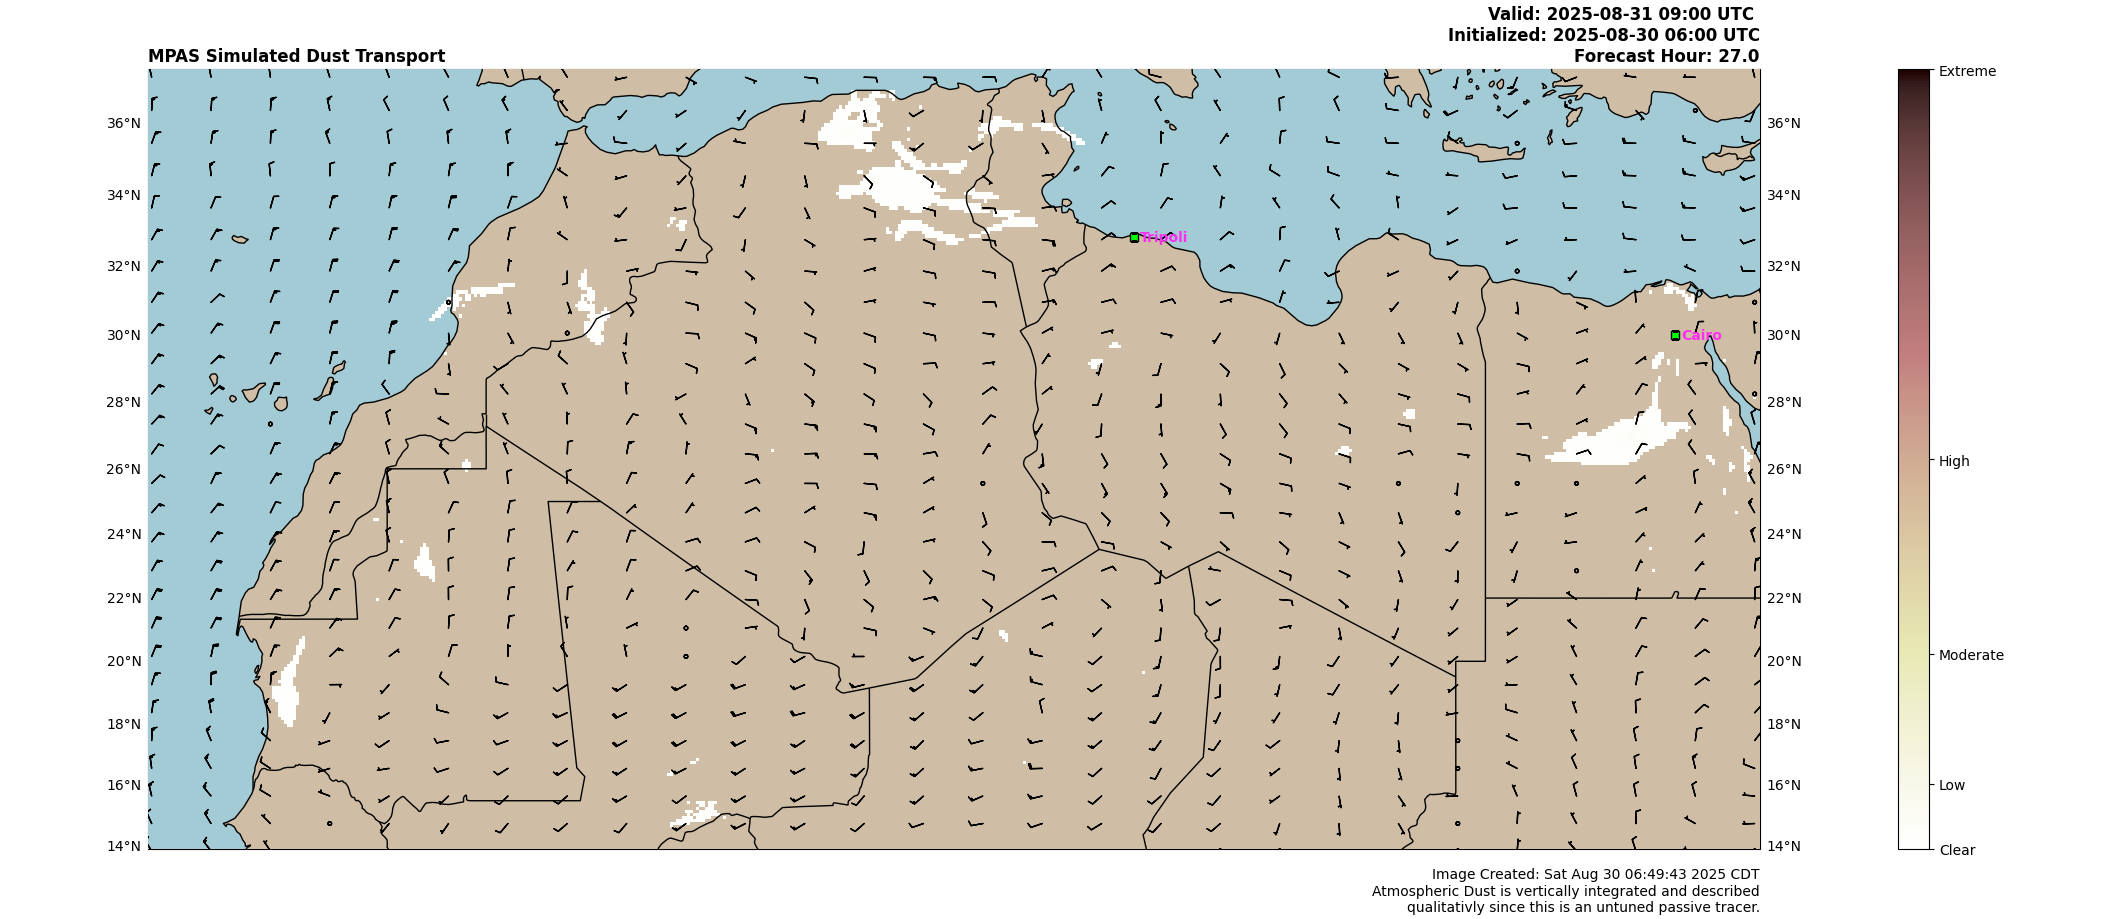 Valid: 2025-08-31 09:00 UTC
Initialized: 2025-08-30 06:00 UTC
MPAS Simulated Dust Transport Forecast Hour: 27.0
Extreme
36°N 36°N
34°N 34°N
Tripoli
32°N 32°N
30°N Cairo 30°N
28°N 28°N
26°N 26°N High
24°N 24°N
22°N 22°N
20°N 20°N Moderate
18°N 18°N
16°N 16°N Low
14°N 14°N Clear
Image Created: Sat Aug 30 06:49:43 2025 CDT
Atmospheric Dust is vertically integrated and described
qualitativly since this is an untuned passive tracer.